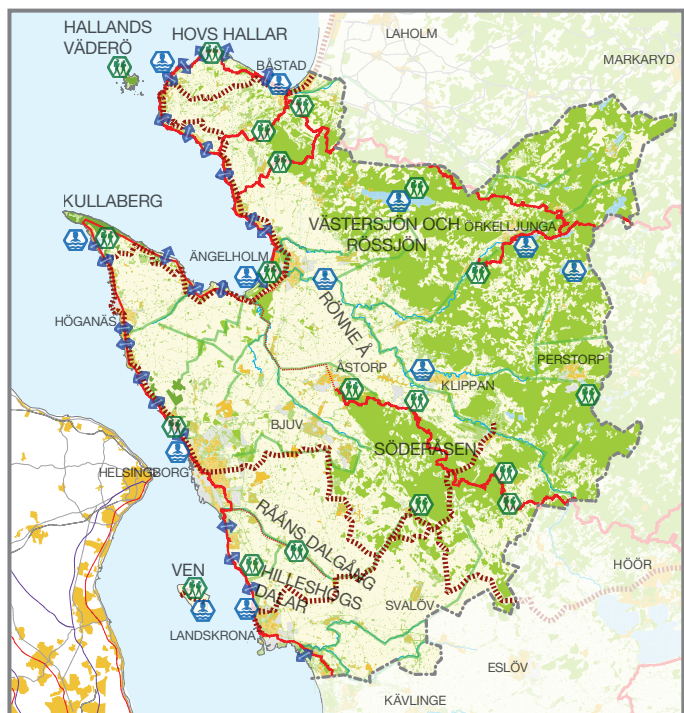 HALLANDS
VÄDERÖ
HOVS HALLAR
BÅSTAD
LAHOLM
MARKARYD
KULLABERG
ÄNGELHOLM
VÄSTERSJÖN OCH
RÖSSJÖN
ÖRKELLJUNGA
HÖGANÄS
RÖNNE Å
ÅSTORP
KLIPPAN
PERSTORP
BJUV
SÖDERÅSEN
HELSINGBORG
RÅÅNS DALGÅNG
HILLESHÖGS
DALAR
VEN
LANDSKRONA
SVALÖV
HÖÖR
ESLÖV
KÄVLINGE